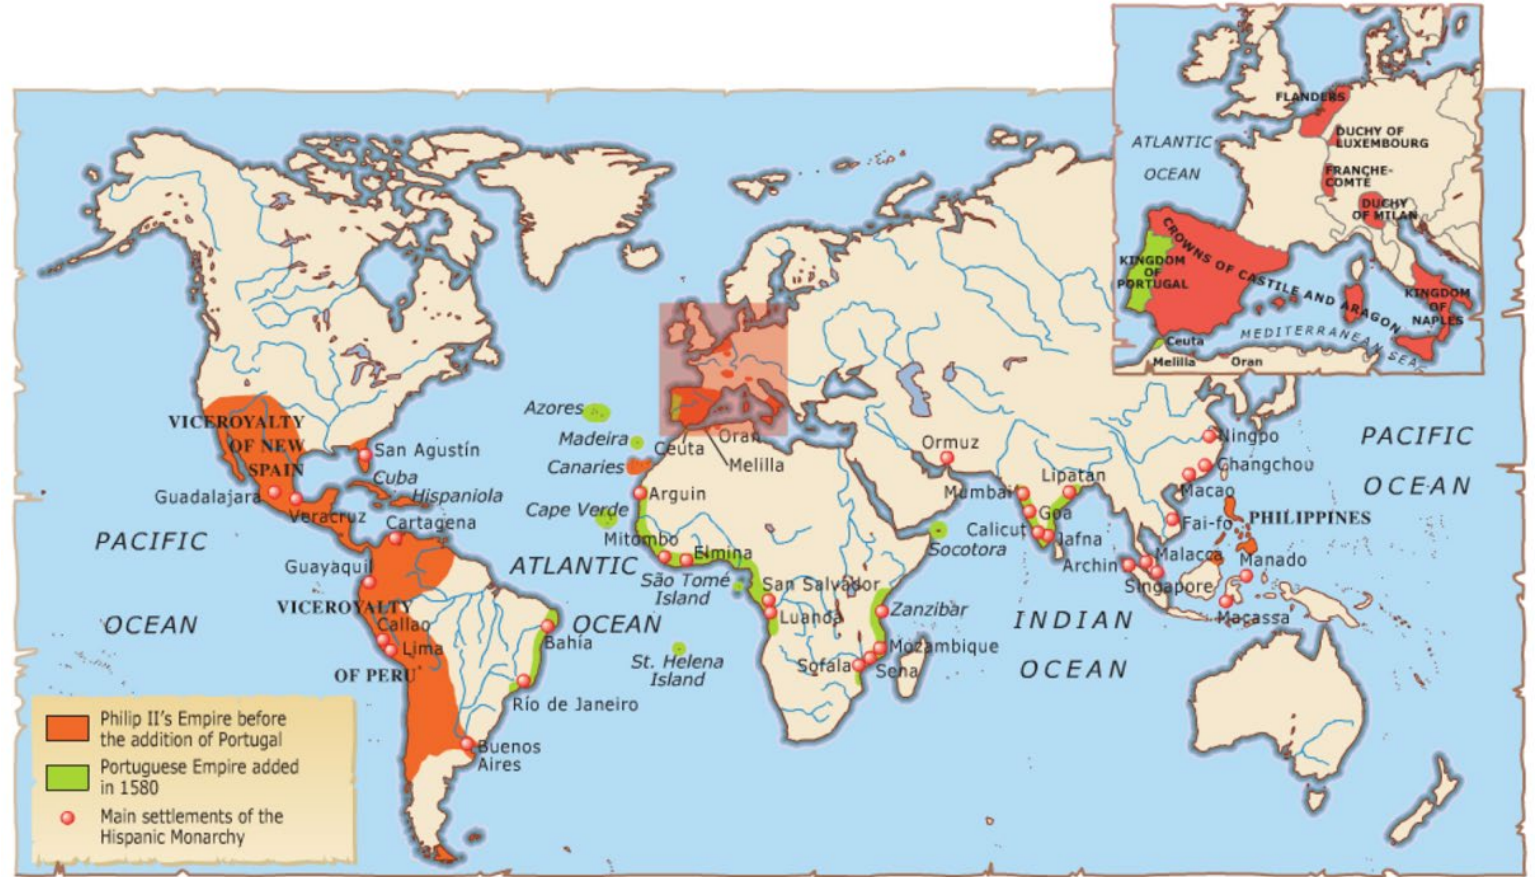 FLANDERS
DUCHY OF
LUXEMBOURG
ATLANTIC
OCEAN
FRANCHE-
COMTÉ
DUCHY
OF MILAN
CROWNS OF CASTILE AND ARAGON
KINGDOM
OF
PORTUGAL
KINGDOM
OF
NAPLES
MEDITERRANEAN SEA
Ceuta
Melilla
Oran
VICEROYALTY
OF NEW
SPAIN
San Agustín
Cuba
Hispaniola
Guadalajara
Veracruz
Cartagena
PACIFIC
OCEAN
Guayaquil
VICEROYALTY
OF PERU
Callao
Lima
Azores
Madeira
Canaries
Cape Verde
Ceuta
Oran
Melilla
Arguin
Mitombo
Elmina
ATLANTIC
OCEAN
São Tomé
Island
San Salvador
Luanda
St. Helena
Island
Bahía
Río de Janeiro
Buenos
Aires
Zanzibar
Mozambique
Sofala
Sena
Socotora
Ormuz
Mumbai
Lipatan
Goa
Calicut
Jafna
Ningpo
Changchou
Macao
Fai-fo
PHILIPPINES
Archin
Malacca
Singapore
Manado
Macassa
INDIAN
OCEAN
PACIFIC
OCEAN
Philip II's Empire before
the addition of Portugal
Portuguese Empire added
in 1580
Main settlements of the
Hispanic Monarchy